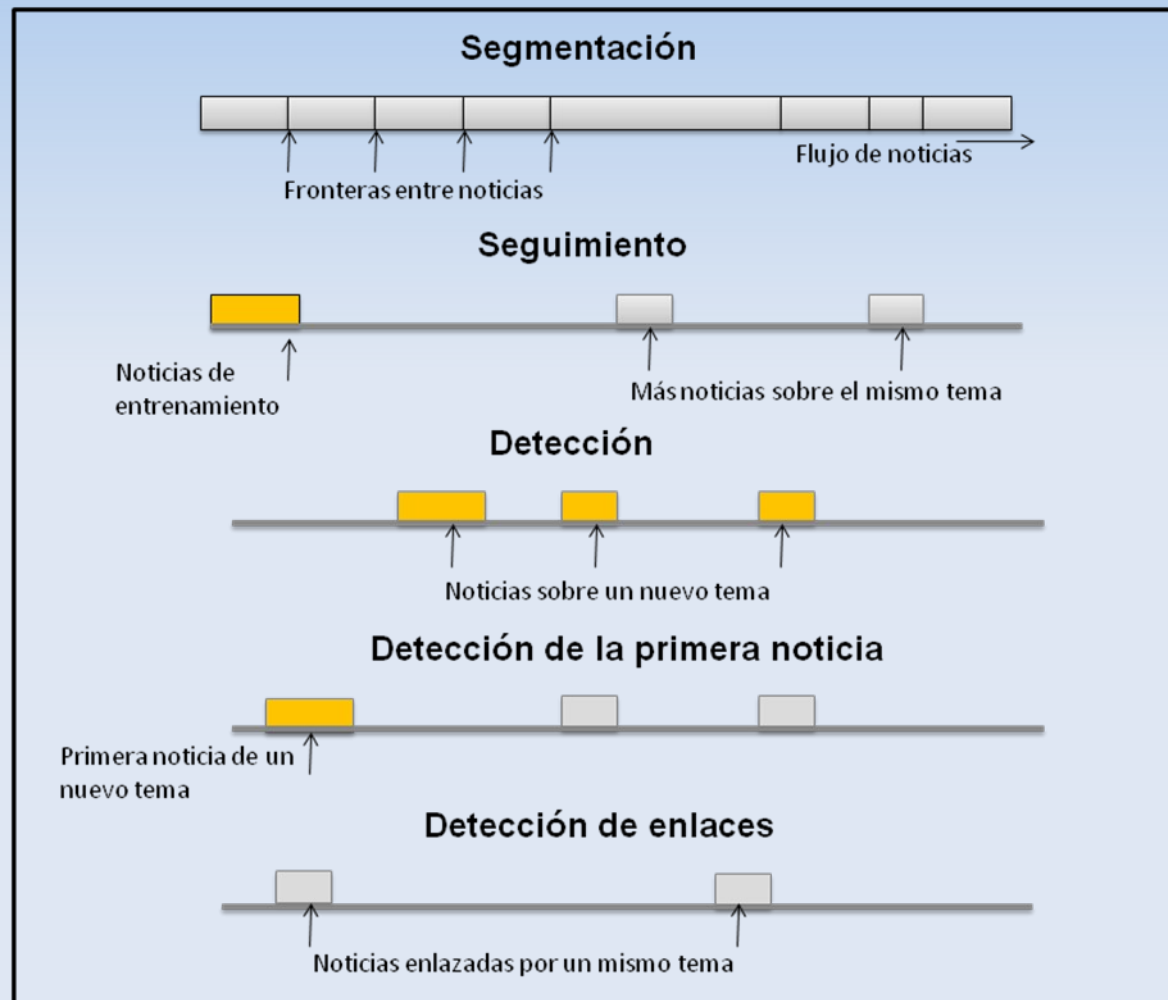 Segmentación
Flujo de noticias
Fronteras entre noticias
Seguimiento
Noticias de
entrenamiento
Más noticias sobre el mismo tema
Detección
Noticias sobre un nuevo tema
Detección de la primera noticia
Primera noticia de un
nuevo tema
Detección de enlaces
Noticias enlazadas por un mismo tema